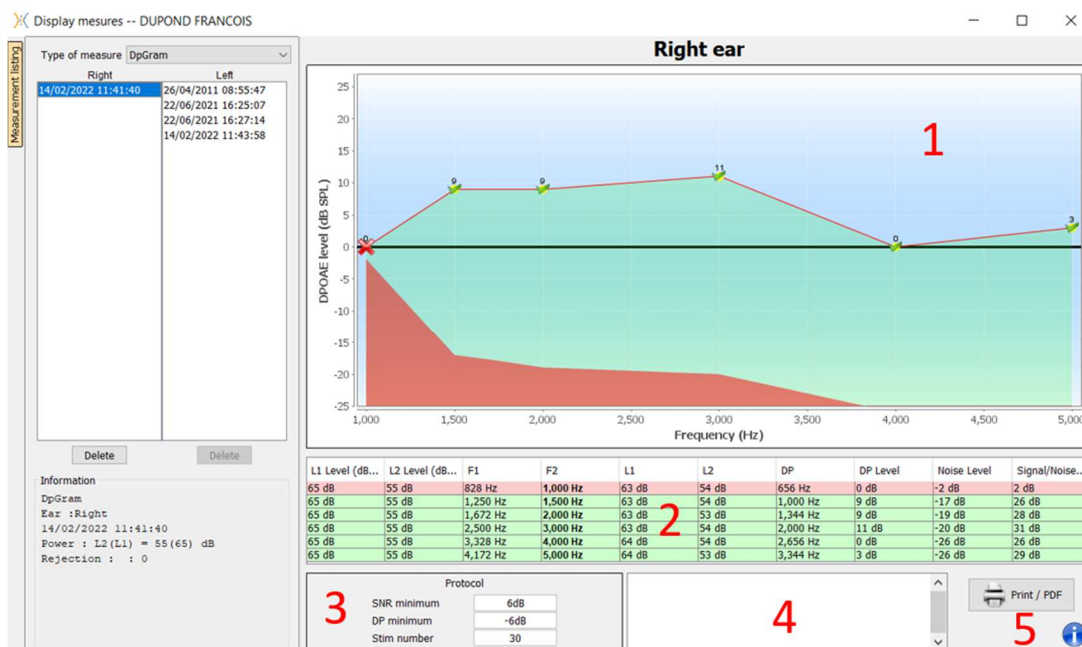 Display mesures -- DUPOND FRANCOIS
Measurement listing
Type of measure DpGram
Right Left
14/02/2022 11:41:40 26/04/2011 08:55:47
22/06/2021 16:25:07
22/06/2021 16:27:14
14/02/2022 11:43:58
Delete Delete
Information
DpGram
Ear :Right
14/02/2022 11:41:40
Power : L2(L1) = 55(65) dB
Rejection : : 0
Right ear
DPOAE level (dB SPL)
25
20
15
10
5
0
-5
-10
-15
-20
-25
0 9 9 11 0 3
1
1,000 1,500 2,000 2,500 3,000 3,500 4,000 4,500 5,000
Frequency (Hz)
L1 Level (dB... L2 Level (dB... F1 F2 L1 L2 DP DP Level Noise Level Signal/Noise...
65 dB 55 dB 828 Hz 1,000 Hz 63 dB 54 dB 656 Hz 0 dB -2 dB 2 dB
65 dB 55 dB 1,250 Hz 1,500 Hz 63 dB 54 dB 1,000 Hz 9 dB -17 dB 26 dB
65 dB 55 dB 1,672 Hz 2,000 Hz 63 dB 53 dB 1,344 Hz 9 dB -19 dB 28 dB
65 dB 55 dB 2,500 Hz 3,000 Hz 63 dB 54 dB 2,000 Hz 11 dB -20 dB 31 dB
65 dB 55 dB 3,328 Hz 4,000 Hz 64 dB 54 dB 2,656 Hz 0 dB -26 dB 26 dB
65 dB 55 dB 4,172 Hz 5,000 Hz 64 dB 53 dB 3,344 Hz 3 dB -26 dB 29 dB
2
3
Protocol
SNR minimum 6dB
DP minimum -6dB
Stim number 30
4
Print / PDF
5
i